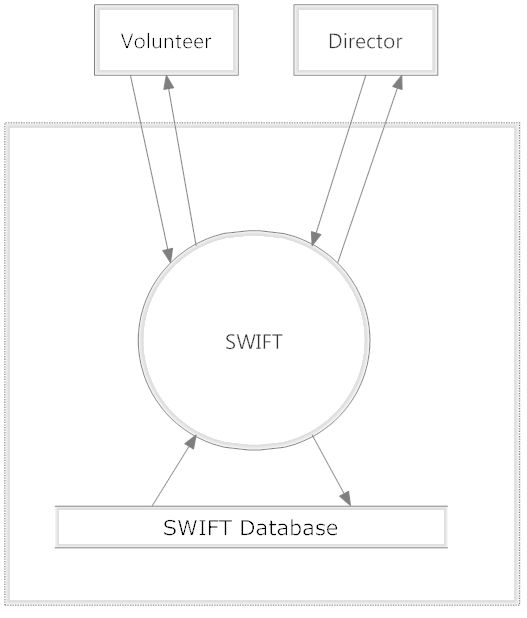 Volunteer
Director
SWIFT
SWIFT Database